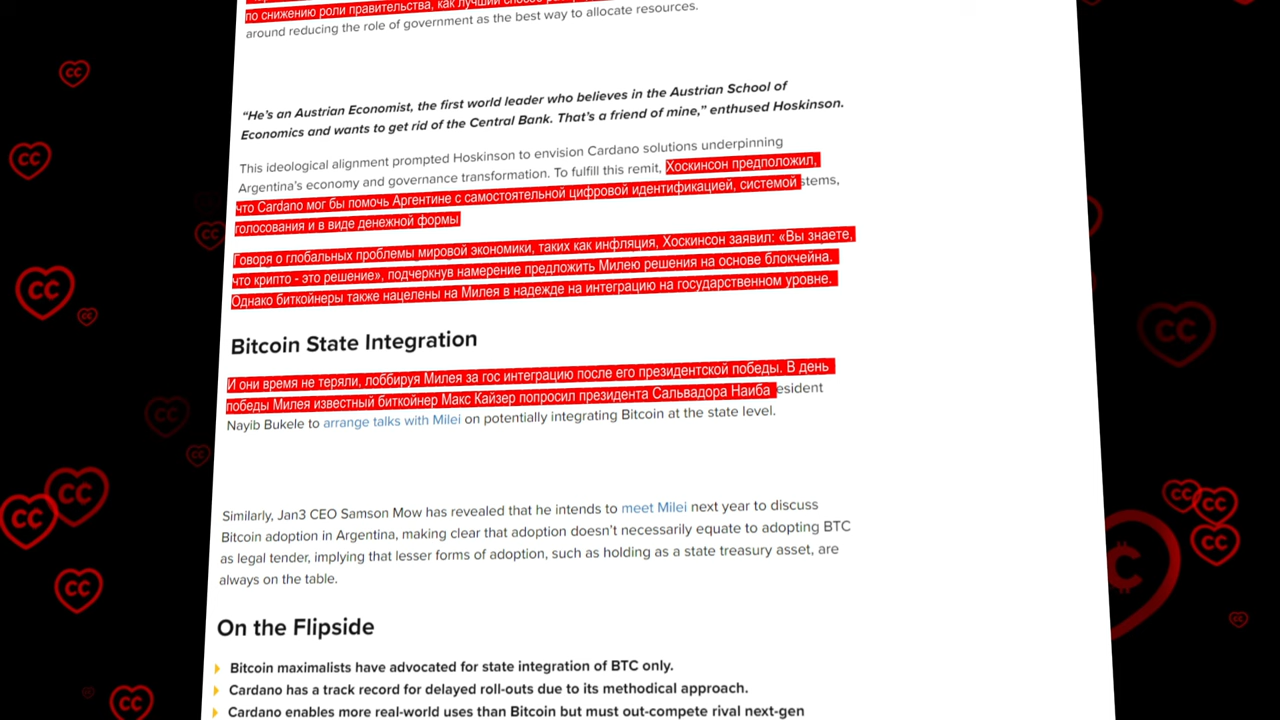 по снижению роли правительства, как лучший
around reducing the role of government as the best way to allocate resources.
“He’s an Austrian Economist, the first world leader who believes in the Austrian School of
Economics and wants to get rid of the Central Bank. That’s a friend of mine,” enthused Hoskinson.
This ideological alignment prompted Hoskinson to envision Cardano solutions underpinning
Argentina’s economy and governance transformation. To fulfill this remit, Хоскинсон предположил,
что Cardano мог бы помочь Аргентине с самостоятельной цифровой идентификацией, системой stems,
голосования и в виде денежной формы
Говоря о глобальных проблемы мировой экономики, таких как инфляция, Хоскинсон заявил: «Вы знаете,
что крипто - это решение», подчеркнув намерение предложить Милею решения на основе блокчейна.
Однако биткойнеры также нацелены на Милея в надежде на интеграцию на государственном уровне.
Bitcoin State Integration
И они время не теряли, лоббируя Милея за гос интеграцию после его президентской победы. В день
победы Милея известный биткойнер Макс Кайзер попросил президента Сальвадора Наиба esident
Nayib Bukele to arrange talks with Milei on potentially integrating Bitcoin at the state level.
Similarly, Jan3 CEO Samson Mow has revealed that he intends to meet Milei next year to discuss
Bitcoin adoption in Argentina, making clear that adoption doesn’t necessarily equate to adopting BTC
as legal tender, implying that lesser forms of adoption, such as holding as a state treasury asset, are
always on the table.
On the Flipside
Bitcoin maximalists have advocated for state integration of BTC only.
Cardano has a track record for delayed roll-outs due to its methodical approach.
Cardano enables more real-world uses than Bitcoin but must out-compete rival next-gen